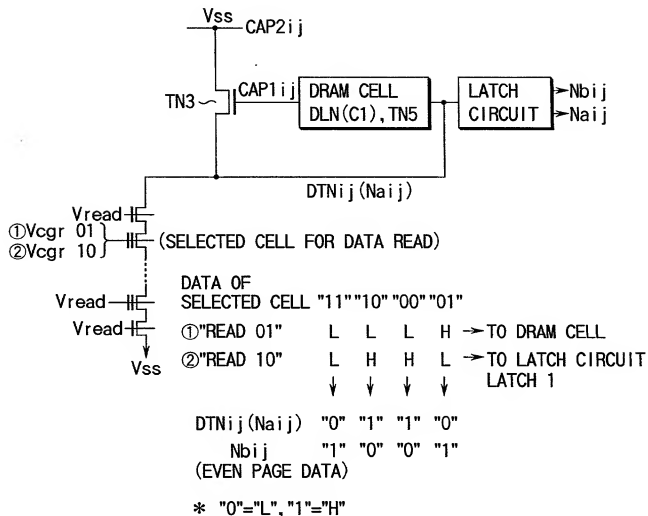 Vss
CAP2ij
TN3
CAP1ij
DRAM CELL
DLN(C1),TN5
LATCH
CIRCUIT
Nbij
Naij
DTNij(Naij)
Vread
①Vcgr 01
②Vcgr 10
(SELECTED CELL FOR DATA READ)
Vread
Vread
Vss
DATA OF
SELECTED CELL "11" "10" "00" "01"
①"READ 01" L L L H → TO DRAM CELL
②"READ 10" L H H L → TO LATCH CIRCUIT
LATCH 1
DTNij(Naij) "0" "1" "1" "0"
Nbij "1" "0" "0" "1"
(EVEN PAGE DATA)
* "0"="L","1"="H"